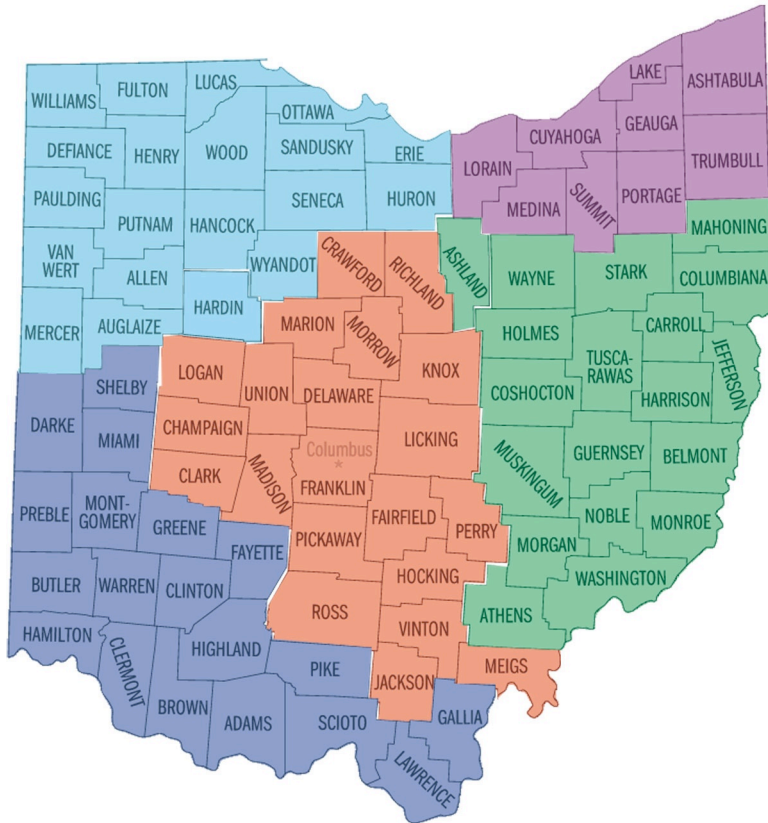 LAKE
ASHTABULA
LUCAS
FULTON
WILLIAMS
OTTAWA
GEAUGA
CUYAHOGA
SANDUSKY
ERIE
DEFIANCE
HENRY
WOOD
TRUMBULL
LORAIN
PAULDING
SENECA
HURON
MEDINA
SUMMIT
PORTAGE
PUTNAM
HANCOCK
MAHONING
VAN
WERT
ALLEN
WYANDOT
CRAWFORD
RICHLAND
ASHLAND
WAYNE
STARK
COLUMBIANA
HARDIN
MERCER
AUGLAIZE
MARION
MORROW
HOLMES
CARROLL
TUSCA-
RAWAS
JEFFERSON
LOGAN
KNOX
SHELBY
UNION
DELAWARE
COSHOCTON
HARRISON
DARKE
MIAMI
CHAMPAIGN
LICKING
Columbus
GUERNSEY
BELMONT
MUSKINGUM
CLARK
MADISON
FRANKLIN
PREBLE
MONT-
GOMERY
GREENE
FAIRFIELD
PERRY
NOBLE
MONROE
PICKAWAY
MORGAN
FAYETTE
BUTLER
WARREN
CLINTON
HOCKING
WASHINGTON
ROSS
ATHENS
VINTON
HAMILTON
CLERMONT
HIGHLAND
PIKE
JACKSON
MEIGS
BROWN
ADAMS
SCIOTO
GALLIA
LAWRENCE